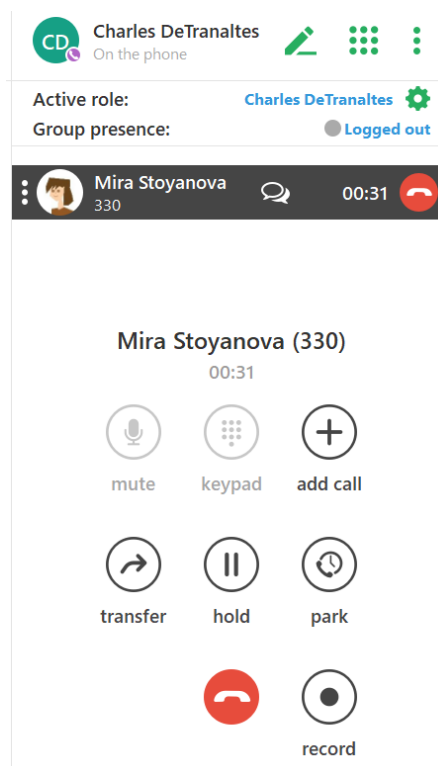 CD
Charles DeTranaltes
On the phone
Active role: Charles DeTranaltes
Group presence: Logged out
Mira Stoyanova
330
00:31
Mira Stoyanova (330)
00:31
mute keypad add call
transfer hold park
record